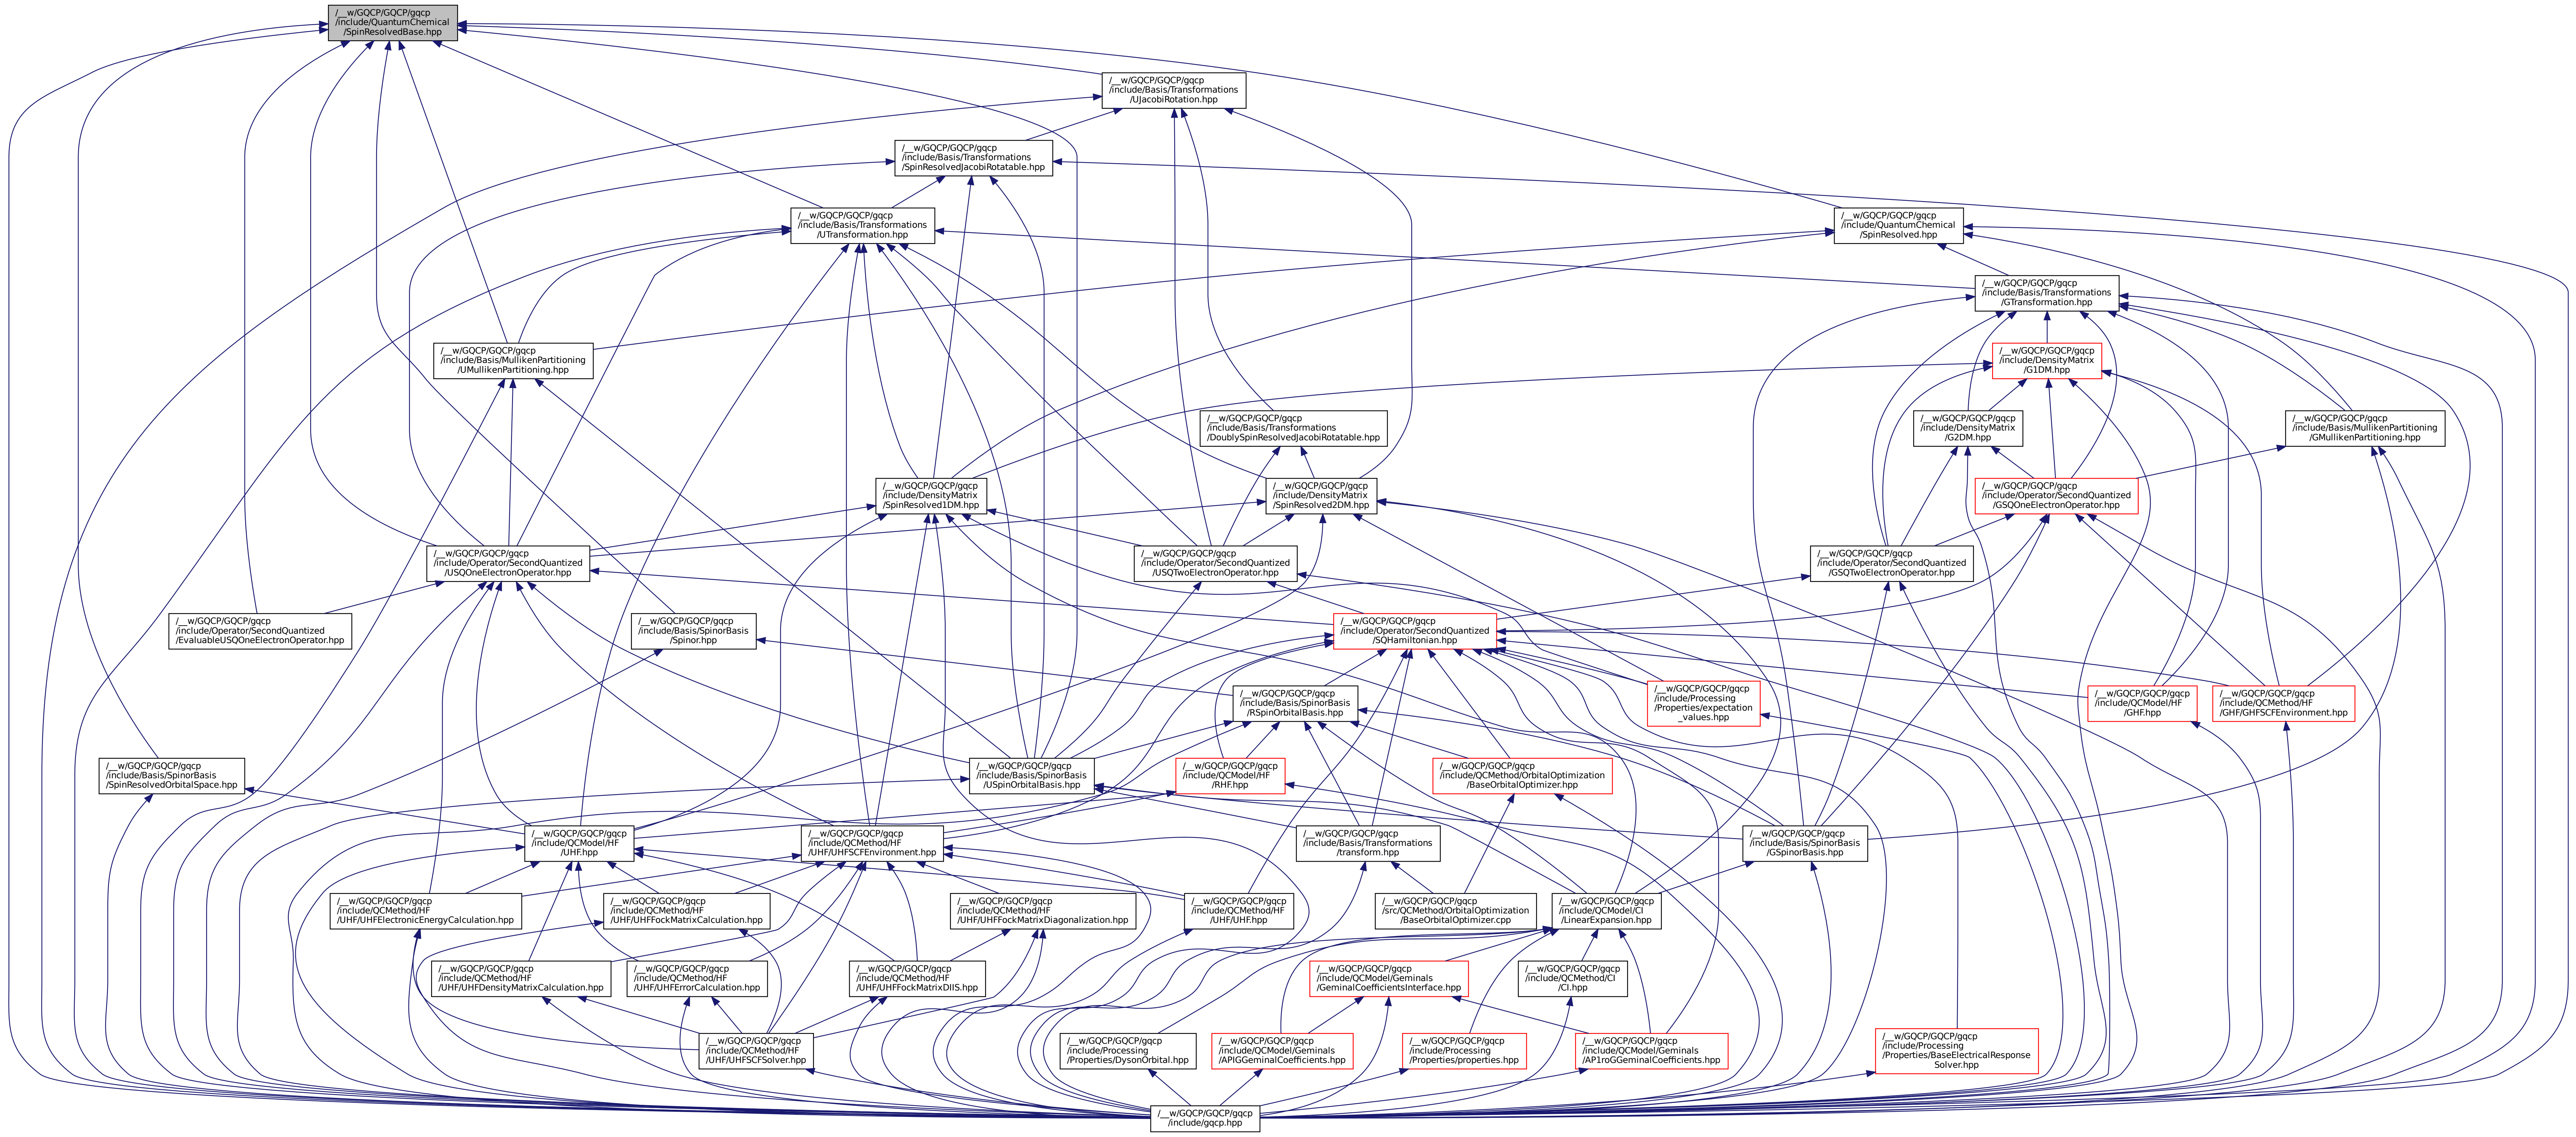 /__w/GQCP/GQCP/gqcp
/include/QuantumChemical
/SpinResolvedBase.hpp
/__w/GQCP/GQCP/gqcp
/include/Basis/Transformations
/UJacobiRotation.hpp
/__w/GQCP/GQCP/gqcp
/include/Basis/Transformations
/SpinResolvedJacobiRotatable.hpp
/__w/GQCP/GQCP/gqcp
/include/Basis/Transformations
/UTransformation.hpp
/__w/GQCP/GQCP/gqcp
/include/QuantumChemical
/SpinResolved.hpp
/__w/GQCP/GQCP/gqcp
/include/Basis/Transformations
/GTransformation.hpp
/__w/GQCP/GQCP/gqcp
/include/Basis/MullikenPartitioning
/UMullikenPartitioning.hpp
/__w/GQCP/GQCP/gqcp
/include/DensityMatrix
/G1DM.hpp
/__w/GQCP/GQCP/gqcp
/include/Basis/Transformations
/DoublySpinResolvedJacobiRotatable.hpp
/__w/GQCP/GQCP/gqcp
/include/DensityMatrix
/G2DM.hpp
/__w/GQCP/GQCP/gqcp
/include/Basis/MullikenPartitioning
/GMullikenPartitioning.hpp
/__w/GQCP/GQCP/gqcp
/include/DensityMatrix
/SpinResolved1DM.hpp
/__w/GQCP/GQCP/gqcp
/include/DensityMatrix
/SpinResolved2DM.hpp
/__w/GQCP/GQCP/gqcp
/include/Operator/SecondQuantized
/GSQOneElectronOperator.hpp
/__w/GQCP/GQCP/gqcp
/include/Operator/SecondQuantized
/USQOneElectronOperator.hpp
/__w/GQCP/GQCP/gqcp
/include/Operator/SecondQuantized
/USQTwoElectronOperator.hpp
/__w/GQCP/GQCP/gqcp
/include/Operator/SecondQuantized
/GSQTwoElectronOperator.hpp
/__w/GQCP/GQCP/gqcp
/include/Operator/SecondQuantized
/EvaluableUSQOneElectronOperator.hpp
/__w/GQCP/GQCP/gqcp
/include/Basis/SpinorBasis
/Spinor.hpp
/__w/GQCP/GQCP/gqcp
/include/Operator/SecondQuantized
/SQHamiltonian.hpp
/__w/GQCP/GQCP/gqcp
/include/Basis/SpinorBasis
/RSpinOrbitalBasis.hpp
/__w/GQCP/GQCP/gqcp
/include/Processing
/Properties/expectation
_values.hpp
/__w/GQCP/GQCP/gqcp
/include/QCModel/HF
/GHF.hpp
/__w/GQCP/GQCP/gqcp
/include/QCMethod/HF
/GHF/GHFSCFEnvironment.hpp
/__w/GQCP/GQCP/gqcp
/include/Basis/SpinorBasis
/SpinResolvedOrbitalSpace.hpp
/__w/GQCP/GQCP/gqcp
/include/Basis/SpinorBasis
/USpinOrbitalBasis.hpp
/__w/GQCP/GQCP/gqcp
/include/QCModel/HF
/RHF.hpp
/__w/GQCP/GQCP/gqcp
/include/QCMethod/OrbitalOptimization
/BaseOrbitalOptimizer.hpp
/__w/GQCP/GQCP/gqcp
/include/QCModel/HF
/UHF.hpp
/__w/GQCP/GQCP/gqcp
/include/QCMethod/HF
/UHF/UHFSCFEnvironment.hpp
/__w/GQCP/GQCP/gqcp
/include/Basis/Transformations
/transform.hpp
/__w/GQCP/GQCP/gqcp
/include/Basis/SpinorBasis
/GSpinorBasis.hpp
/__w/GQCP/GQCP/gqcp
/include/QCMethod/HF
/UHF/UHFElectronicEnergyCalculation.hpp
/__w/GQCP/GQCP/gqcp
/include/QCMethod/HF
/UHF/UHFFockMatrixCalculation.hpp
/__w/GQCP/GQCP/gqcp
/include/QCMethod/HF
/UHF/UHFFockMatrixDiagonalization.hpp
/__w/GQCP/GQCP/gqcp
/include/QCMethod/HF
/UHF/UHF.hpp
/__w/GQCP/GQCP/gqcp
/src/QCMethod/OrbitalOptimization
/BaseOrbitalOptimizer.cpp
/__w/GQCP/GQCP/gqcp
/include/QCModel/CI
/LinearExpansion.hpp
/__w/GQCP/GQCP/gqcp
/include/QCMethod/HF
/UHF/UHFDensityMatrixCalculation.hpp
/__w/GQCP/GQCP/gqcp
/include/QCMethod/HF
/UHF/UHFErrorCalculation.hpp
/__w/GQCP/GQCP/gqcp
/include/QCMethod/HF
/UHF/UHFFockMatrixDIIS.hpp
/__w/GQCP/GQCP/gqcp
/include/QCModel/Geminals
/GeminalCoefficientsInterface.hpp
/__w/GQCP/GQCP/gqcp
/include/QCMethod/CI
/CI.hpp
/__w/GQCP/GQCP/gqcp
/include/QCMethod/HF
/UHF/UHFSCFSolver.hpp
/__w/GQCP/GQCP/gqcp
/include/Processing
/Properties/DysonOrbital.hpp
/__w/GQCP/GQCP/gqcp
/include/QCModel/Geminals
/APIGGeminalCoefficients.hpp
/__w/GQCP/GQCP/gqcp
/include/Processing
/Properties/properties.hpp
/__w/GQCP/GQCP/gqcp
/include/QCModel/Geminals
/AP1roGGeminalCoefficients.hpp
/__w/GQCP/GQCP/gqcp
/include/Processing
/Properties/BaseElectricalResponse
Solver.hpp
/__w/GQCP/GQCP/gqcp
/include/gqcp.hpp